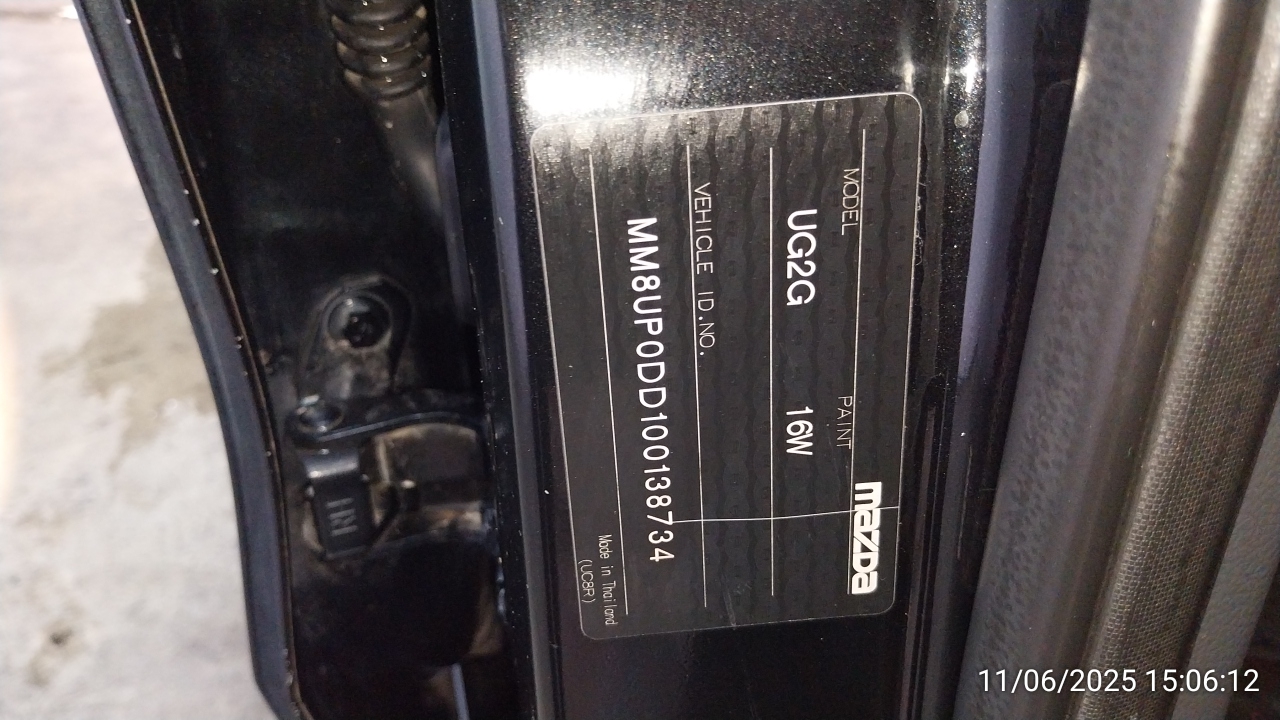 mazda
MODEL PAINT
UG2G 16W
VEHICLE ID.NO.
MM8UP0DD100138734
Made in Thailand
(UC8R)
11/06/2025 15:06:12